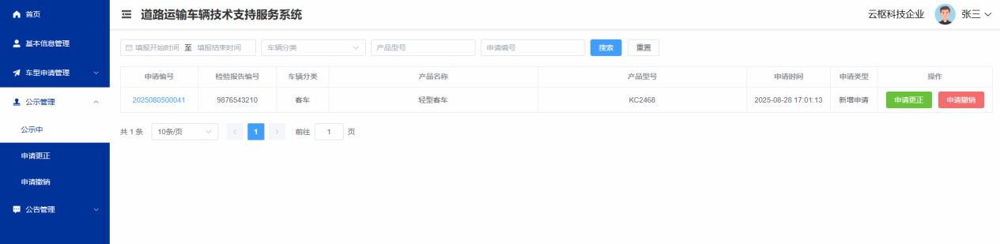 首页
基本信息管理
车型申请管理
公示管理
公示中
申请更正
申请撤销
公告管理
道路运输车辆技术支持服务系统
云枢科技企业 张三
填报开始时间 至 填报结束时间 车辆分类 产品型号 申请编号 搜索 重置
申请编号 检验报告编号 车辆分类 产品名称 产品型号 申请时间 申请类型 操作
2025080500041 9876543210 客车 轻型客车 KC2468 2025-08-28 17:01:13 新增申请 申请更正 申请撤销
共 1 条 10条/页 1 前往 1 页